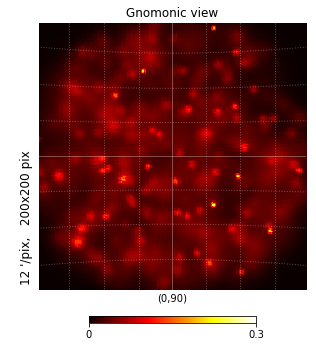 Gnomonic view
12 '/pix, 200x200 pix
(0,90)
0 0.3